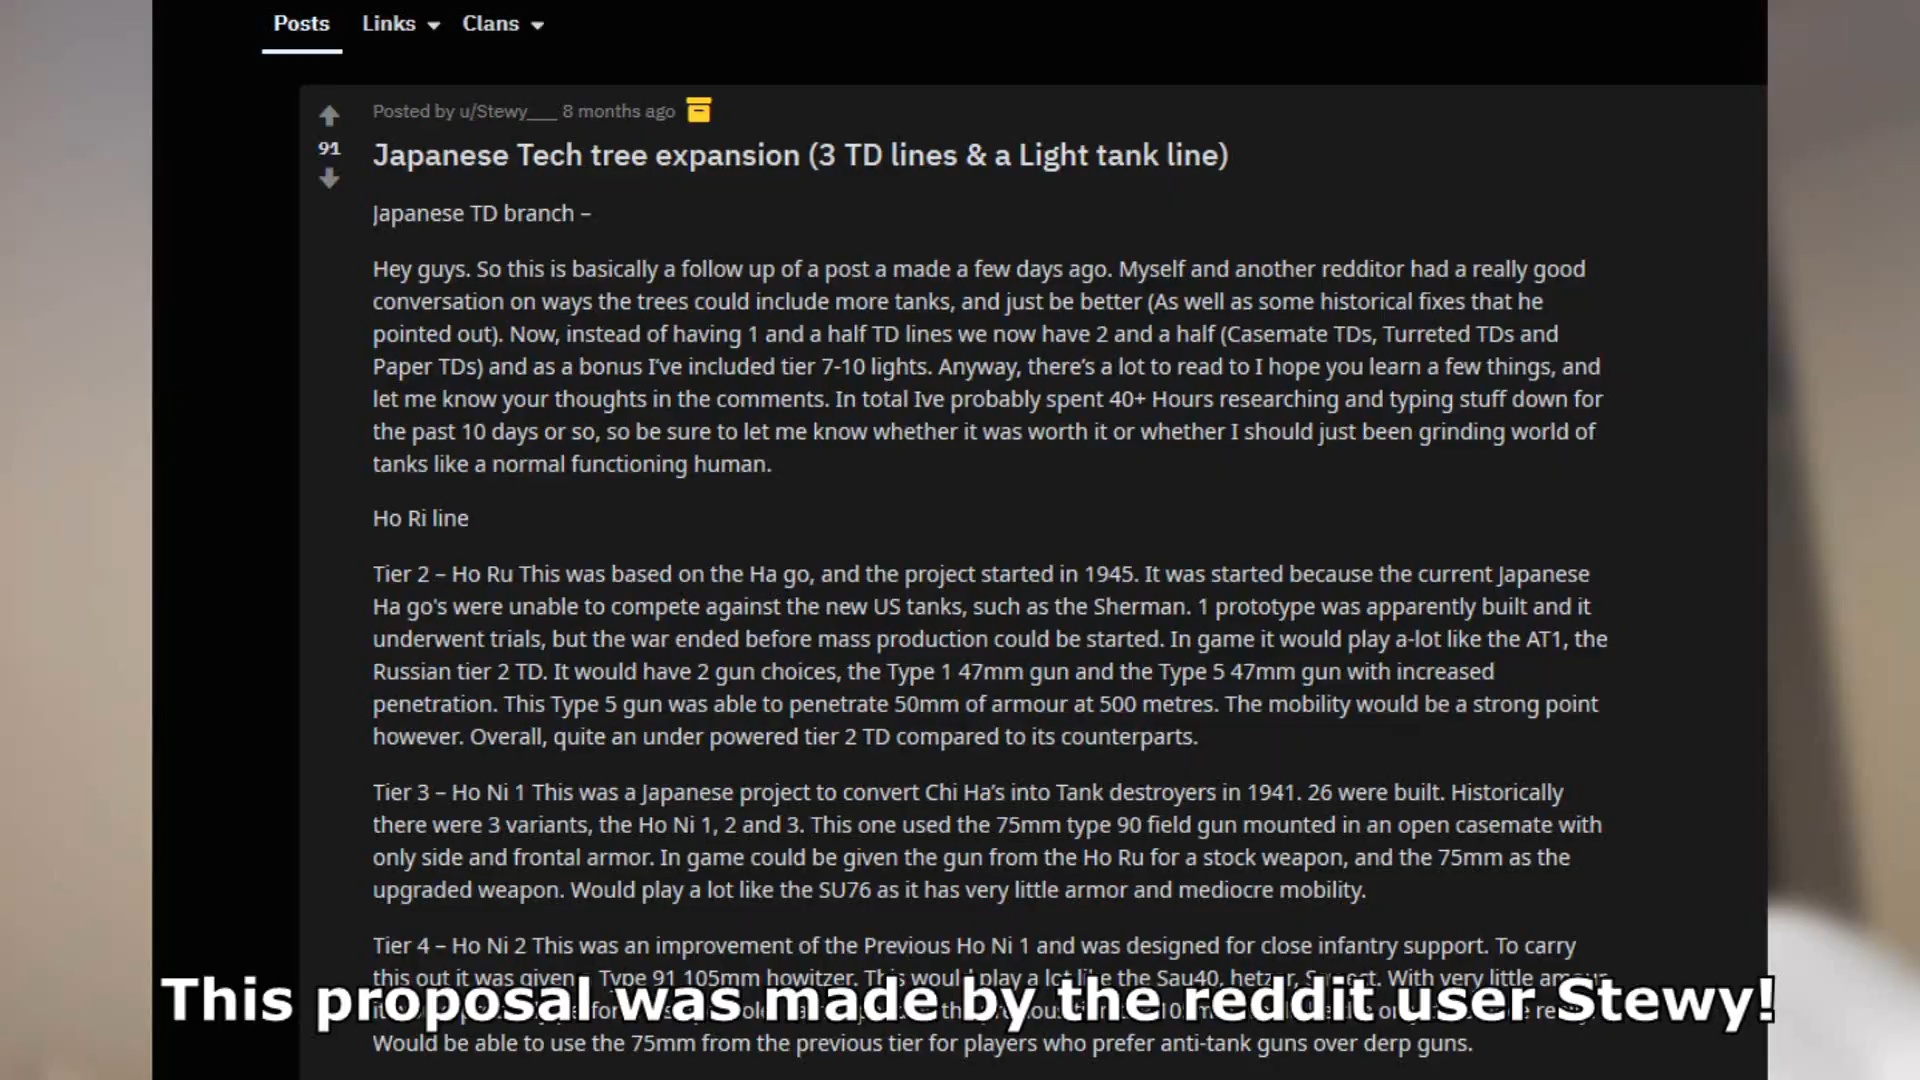 Posts Links Clans
Posted by u/Stewy___ 8 months ago
91
Japanese Tech tree expansion (3 TD lines & a Light tank line)
Japanese TD branch –
Hey guys. So this is basically a follow up of a post a made a few days ago. Myself and another redditor had a really good
conversation on ways the trees could include more tanks, and just be better (As well as some historical fixes that he
pointed out). Now, instead of having 1 and a half TD lines we now have 2 and a half (Casemate TDs, Turreted TDs and
Paper TDs) and as a bonus I've included tier 7-10 lights. Anyway, there's a lot to read to I hope you learn a few things, and
let me know your thoughts in the comments. In total Ive probably spent 40+ Hours researching and typing stuff down for
the past 10 days or so, so be sure to let me know whether it was worth it or whether I should just been grinding world of
tanks like a normal functioning human.
Ho Ri line
Tier 2 – Ho Ru This was based on the Ha go, and the project started in 1945. It was started because the current Japanese
Ha go's were unable to compete against the new US tanks, such as the Sherman. 1 prototype was apparently built and it
underwent trials, but the war ended before mass production could be started. In game it would play a-lot like the AT1, the
Russian tier 2 TD. It would have 2 gun choices, the Type 1 47mm gun and the Type 5 47mm gun with increased
penetration. This Type 5 gun was able to penetrate 50mm of armour at 500 metres. The mobility would be a strong point
however. Overall, quite an under powered tier 2 TD compared to its counterparts.
Tier 3 – Ho Ni 1 This was a Japanese project to convert Chi Ha's into Tank destroyers in 1941. 26 were built. Historically
there were 3 variants, the Ho Ni 1, 2 and 3. This one used the 75mm type 90 field gun mounted in an open casemate with
only side and frontal armor. In game could be given the gun from the Ho Ru for a stock weapon, and the 75mm as the
upgraded weapon. Would play a lot like the SU76 as it has very little armor and mediocre mobility.
Tier 4 – Ho Ni 2 This was an improvement of the Previous Ho Ni 1 and was designed for close infantry support. To carry
this out it was given Type 91 105mm howitzer. This would play a lot like the Sau40, hetzer, With very little
This proposal was made by the reddit user Stewy!
Would be able to use the 75mm from the previous tier for players who prefer anti-tank guns over derp guns.